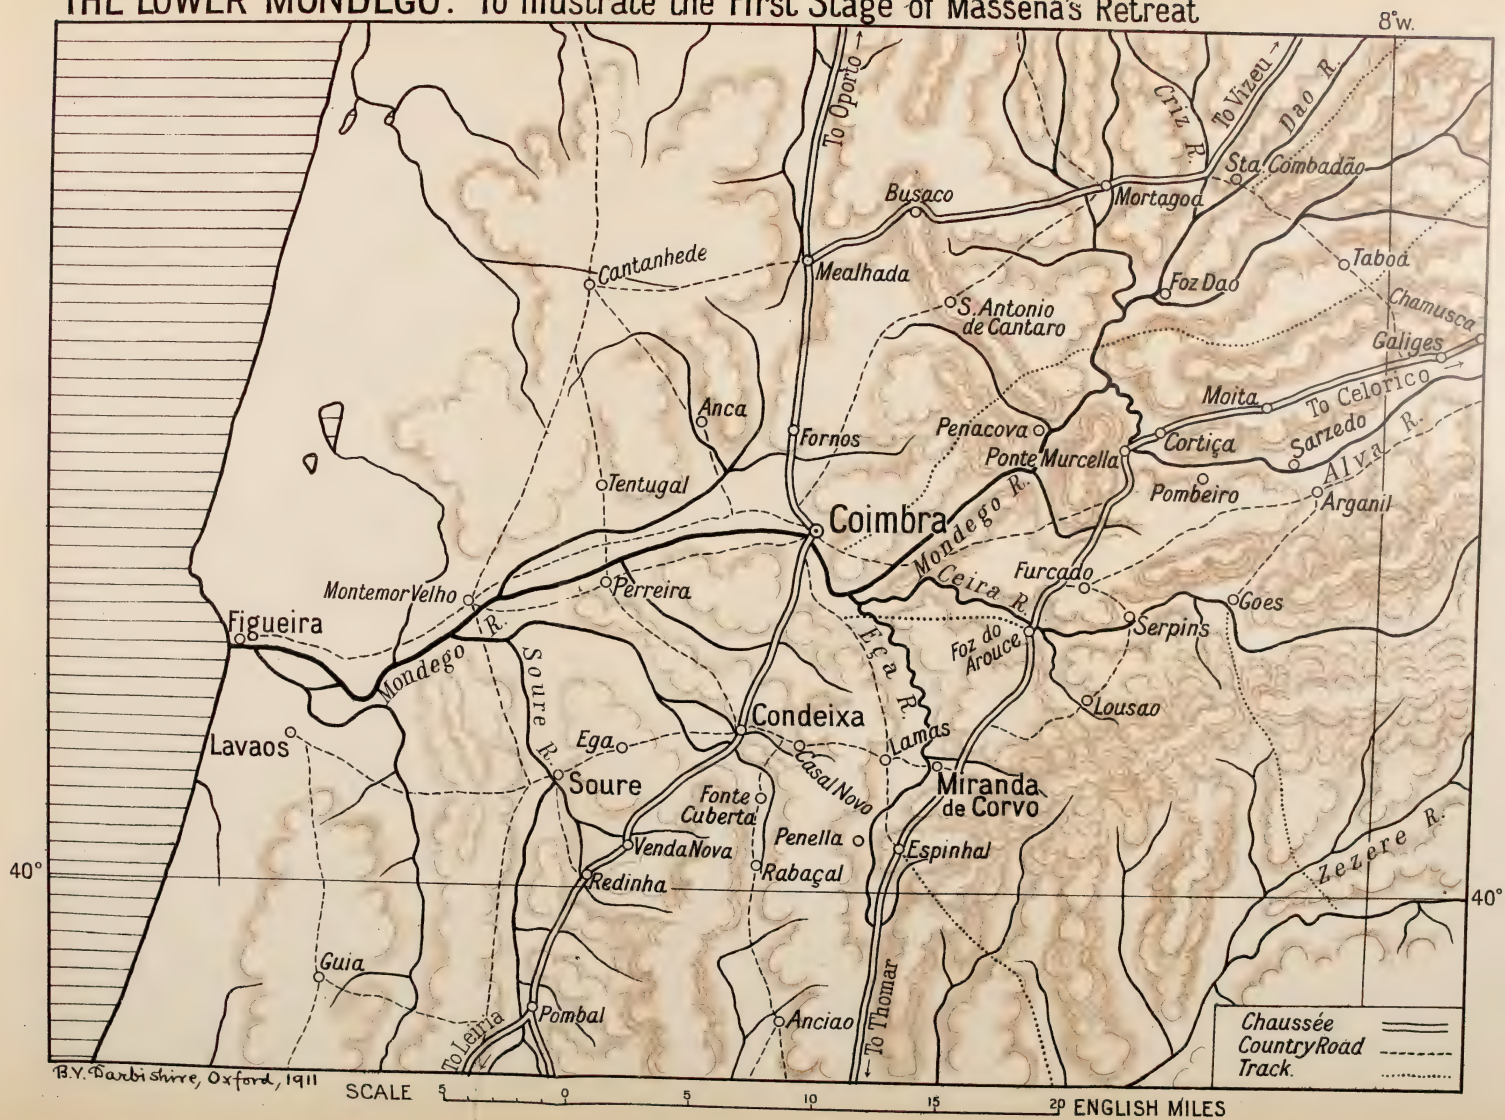 THE LOWER MONDEGO. To Illustrate the First Stage of Massena's Retreat
8°W.
To Oporto
Criz R.
To Vizeu
Dao R.
Sta. Combadão
Busaco
Mortagoa
Cantanhede
Mealhada
Taboa
Foz Dao
Chamusca
S. Antonio
de Cantaro
Galiges
Moita
To Celorico
Anca
Sarzedo
Fornos
Penacova
Cortiça
Alva R.
Ponte Murcella
Tentugal
Pombeiro
Arganil
Coimbra
Mondego R.
Ceira R.
Furcado
Montemor Velho
Perreira
Goes
Figueira
Serpins
Foz do
Arouce
Mondego R.
Soure R.
Eça R.
Lousao
Condeixa
Lavaos
Ega
Lamas
Casal Novo
Soure
Miranda
de Corvo
Fonte
Cuberta
Penella
Venda Nova
Espinhal
Rabaçal
Zezere R.
40°
Redinha
40°
Guia
Pombal
Anciao
To Leiria
To Thomar
Chaussée
Country Road
Track.
B.V. Darbishire, Oxford, 1911
SCALE 5 0 5 10 15 20 ENGLISH MILES